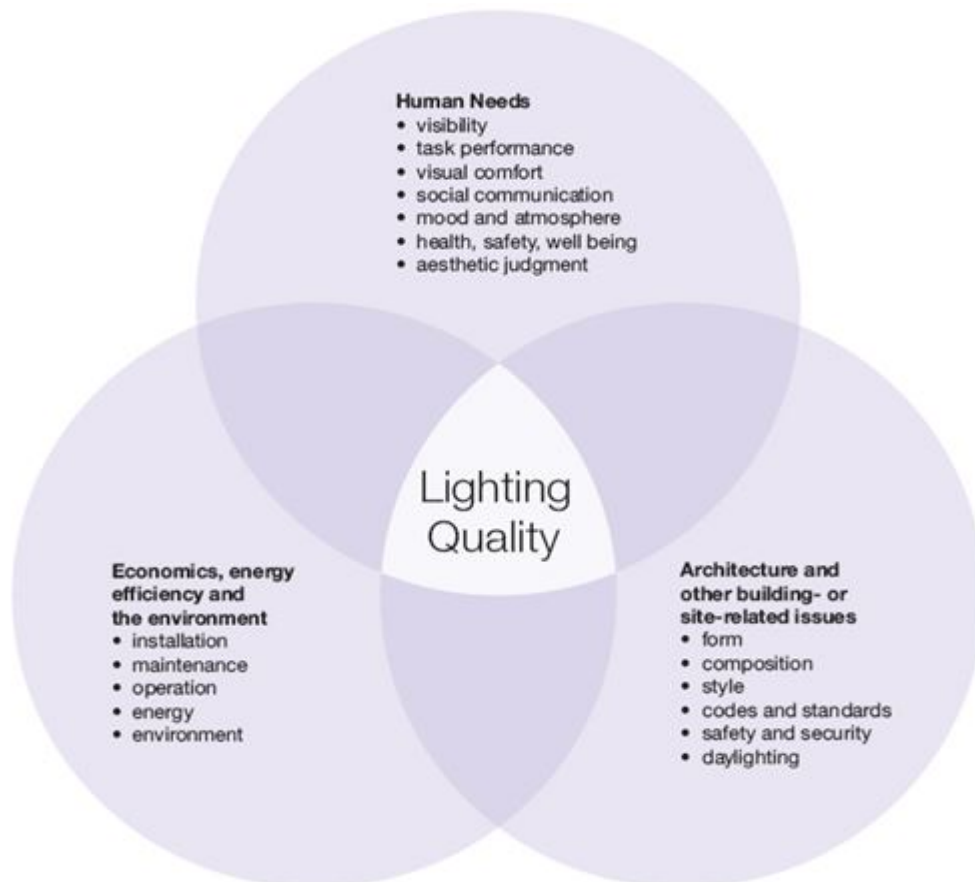 Human Needs
• visibility
• task performance
• visual comfort
• social communication
• mood and atmosphere
• health, safety, well being
• aesthetic judgment
Lighting
Quality
Economics, energy
efficiency and
the environment
• installation
• maintenance
• operation
• energy
• environment
Architecture and
other building- or
site-related issues
• form
• composition
• style
• codes and standards
• safety and security
• daylighting